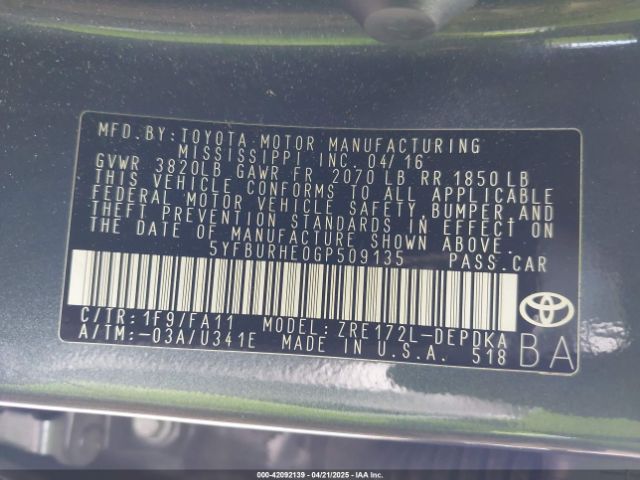 MFD.BY:TOYOTA MOTOR MANUFACTURING
MISSISSIPPI INC. 04/16
GVWR 3820LB GAWR FR 2070 LB RR 1850 LB
THIS VEHICLE CONFORMS TO ALL APPLICABLE
FEDERAL MOTOR VEHICLE SAFETY, BUMPER, AND
THEFT PREVENTION STANDARDS IN EFFECT ON
THE DATE OF MANUFACTURE SHOWN ABOVE.
5YFBURHE0GP509135 PASS.CAR
C/TR:1F9/FA11 MODEL:ZRE172L-DEPDKA
A/TM:-03A/U341E MADE IN U.S.A. 518
BA
000-42092139 - 04/21/2025 - IAA Inc.